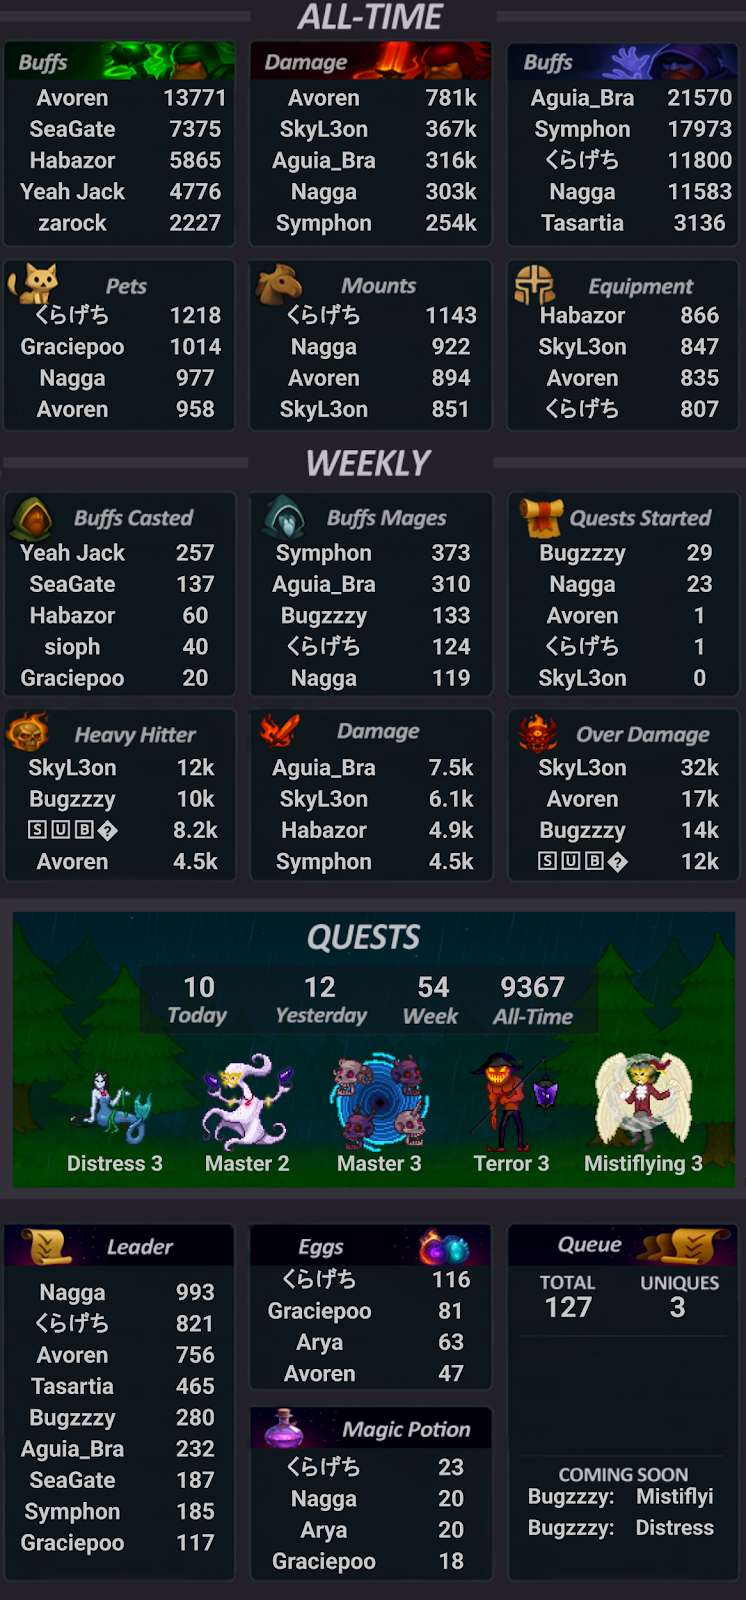 ALL-TIME
Buffs
Avoren 13771
SeaGate 7375
Habazor 5865
Yeah Jack 4776
zarock 2227
Damage
Avoren 781k
SkyL3on 367k
Aguia_Bra 316k
Nagga 303k
Symphon 254k
Buffs
Aguia_Bra 21570
Symphon 17973
くらげち 11800
Nagga 11583
Tasartia 3136
Pets
くらげち 1218
Graciepoo 1014
Nagga 977
Avoren 958
Mounts
くらげち 1143
Nagga 922
Avoren 894
SkyL3on 851
Equipment
Habazor 866
SkyL3on 847
Avoren 835
くらげち 807
WEEKLY
Buffs Casted
Yeah Jack 257
SeaGate 137
Habazor 60
sioph 40
Graciepoo 20
Buffs Mages
Symphon 373
Aguia_Bra 310
Bugzzzy 133
くらげち 124
Nagga 119
Quests Started
Bugzzzy 29
Nagga 23
Avoren 1
くらげち 1
SkyL3on 0
Heavy Hitter
SkyL3on 12k
Bugzzzy 10k
🅂🅄🄱� 8.2k
Avoren 4.5k
Damage
Aguia_Bra 7.5k
SkyL3on 6.1k
Habazor 4.9k
Symphon 4.5k
Over Damage
SkyL3on 32k
Avoren 17k
Bugzzzy 14k
🅂🅄🄱� 12k
QUESTS
10 12 54 9367
Today Yesterday Week All-Time
Distress 3 Master 2 Master 3 Terror 3 Mistiflying 3
Leader
Nagga 993
くらげち 821
Avoren 756
Tasartia 465
Bugzzzy 280
Aguia_Bra 232
SeaGate 187
Symphon 185
Graciepoo 117
Eggs
くらげち 116
Graciepoo 81
Arya 63
Avoren 47
Magic Potion
くらげち 23
Nagga 20
Arya 20
Graciepoo 18
Queue
TOTAL UNIQUES
127 3
COMING SOON
Bugzzzy: Mistiflyi
Bugzzzy: Distress